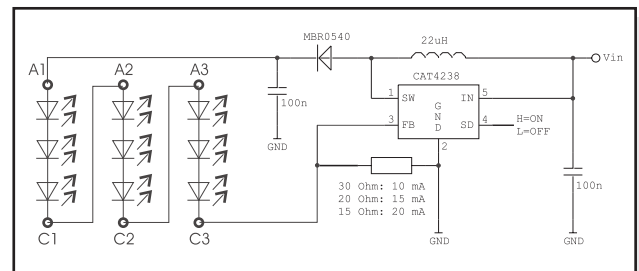 MBR0540
22uH
Vin
A1
A2
A3
CAT4238
100n
1
SW
IN
5
GND
3
FB
SD
4
H=ON
L=OFF
GND
2
30 Ohm: 10 mA
20 Ohm: 15 mA
15 Ohm: 20 mA
100n
C1
C2
C3
GND
GND